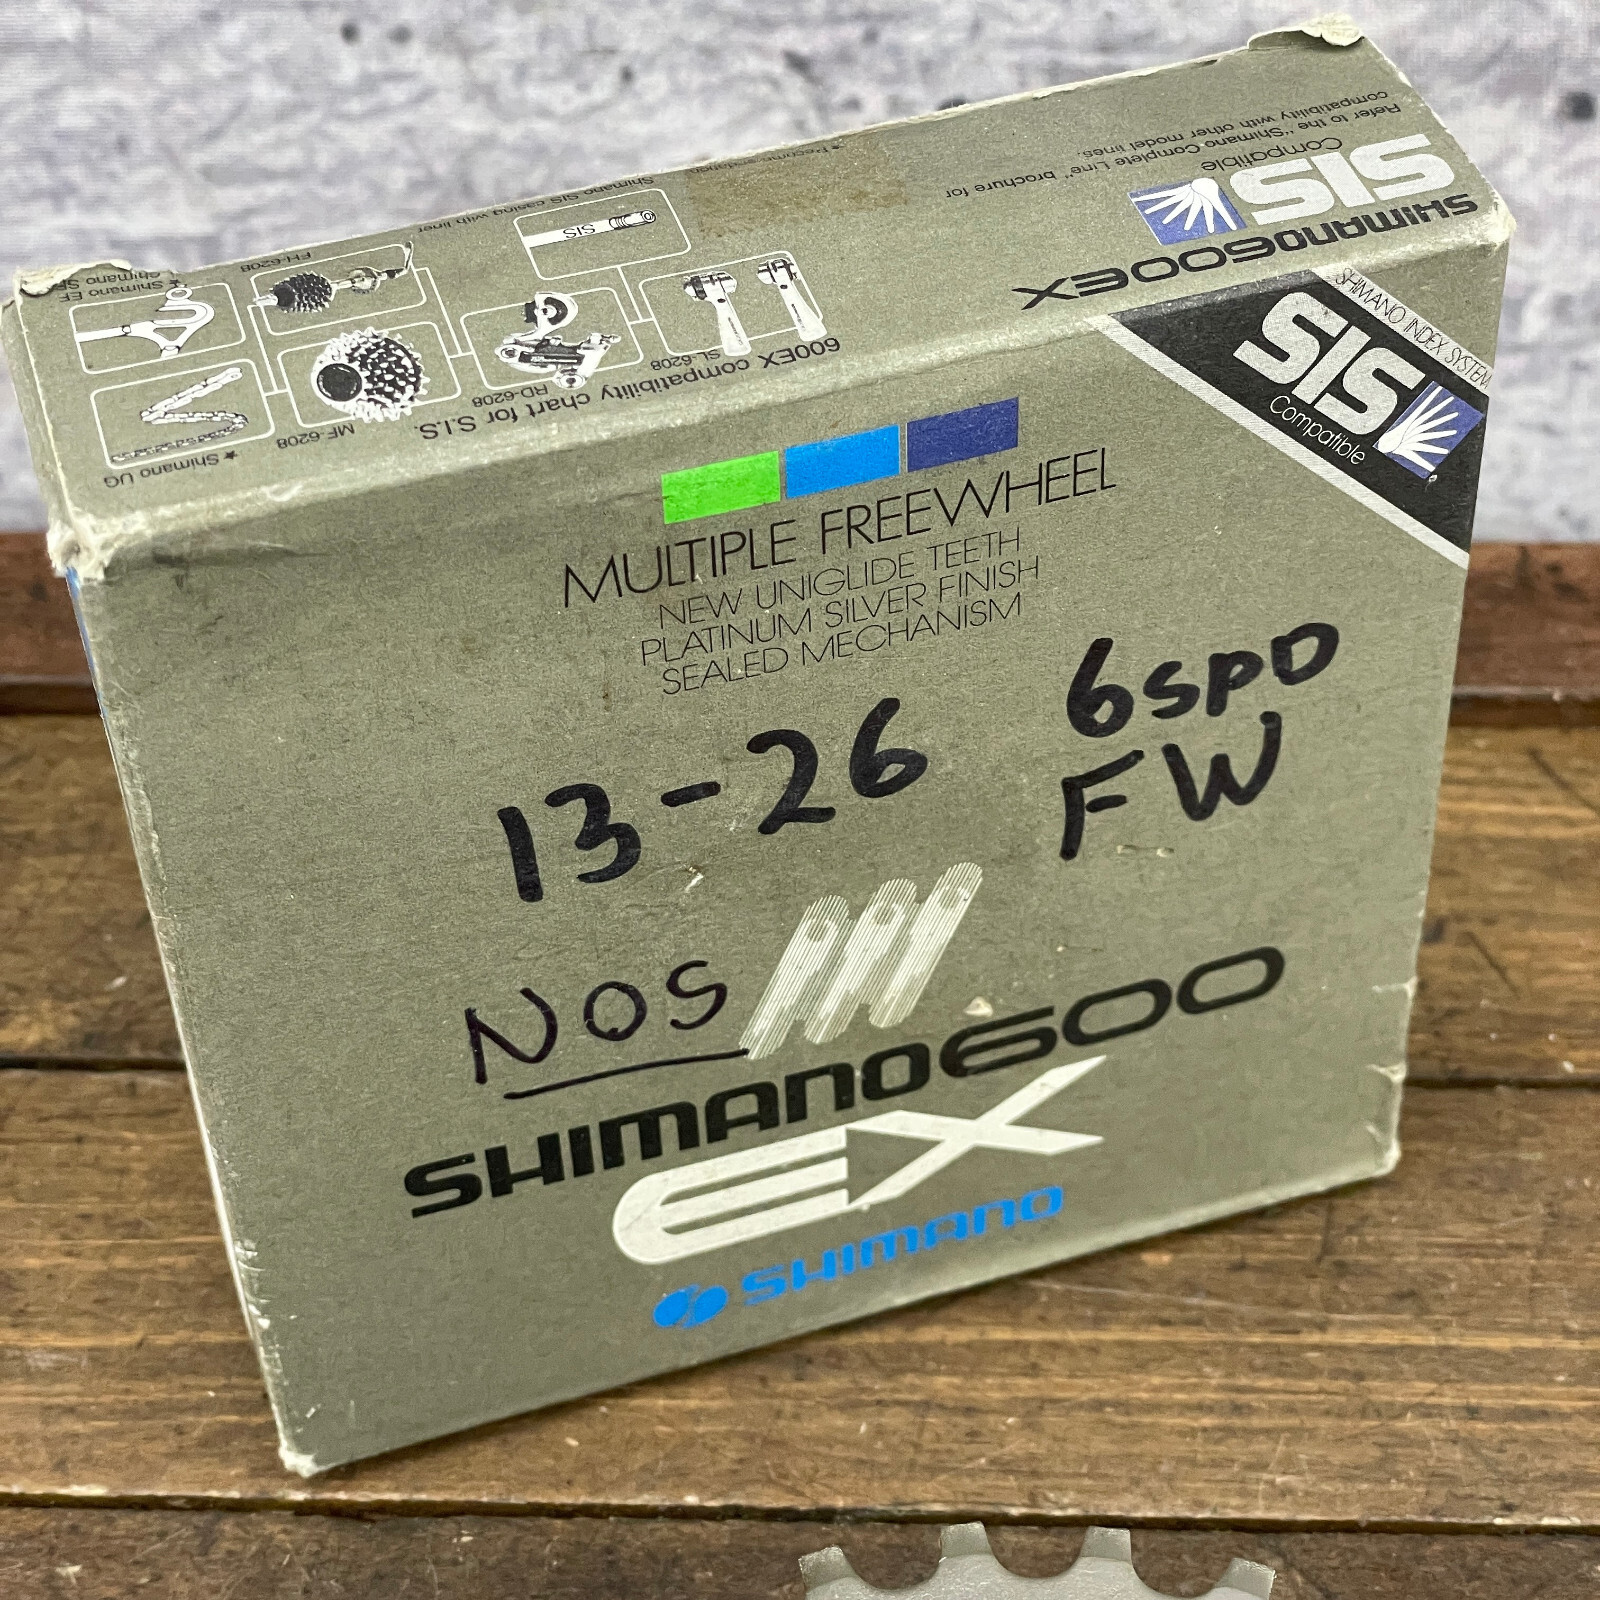 SHIMANO600EX
SIS
Compatible
Refer to the "Shimano Complete Line" brochure for
compatibility with other model lines.
600EX compatibility chart for S.I.S.
SL-6208
RD-6208
MF-6208
★ Shimano UG
FH-6208
★ Shimano EF
Shimano SIS casing with liner
SIS
SHIMANO INDEX SYSTEM
SIS
Compatible
MULTIPLE FREEWHEEL
NEW UNIGLIDE TEETH
PLATINUM SILVER FINISH
SEALED MECHANISM
13-26
6SPD
FW
NOS
SHIMANO600
EX
SHIMANO